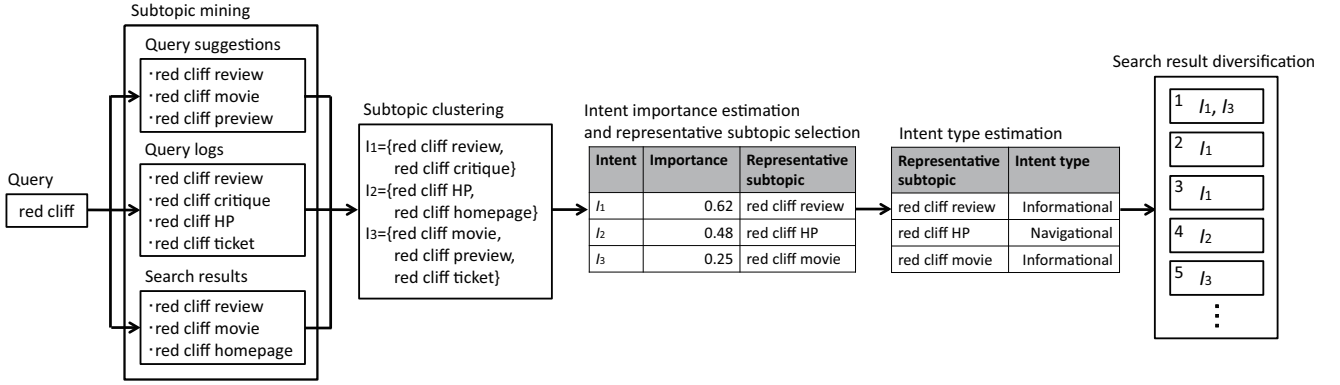 Query
red cliff
Subtopic mining
Query suggestions
・red cliff review
・red cliff movie
・red cliff preview
Query logs
・red cliff review
・red cliff critique
・red cliff HP
・red cliff ticket
Search results
・red cliff review
・red cliff movie
・red cliff homepage
Subtopic clustering
I1={red cliff review,
red cliff critique}
I2={red cliff HP,
red cliff homepage}
I3={red cliff movie,
red cliff preview,
red cliff ticket}
Intent importance estimation
and representative subtopic selection
Intent Importance Representative
subtopic
I1 0.62 red cliff review
I2 0.48 red cliff HP
I3 0.25 red cliff movie
Intent type estimation
Representative Intent type
subtopic
red cliff review Informational
red cliff HP Navigational
red cliff movie Informational
Search result diversification
1 I1, I3
2 I1
3 I1
4 I2
5 I3
⋮